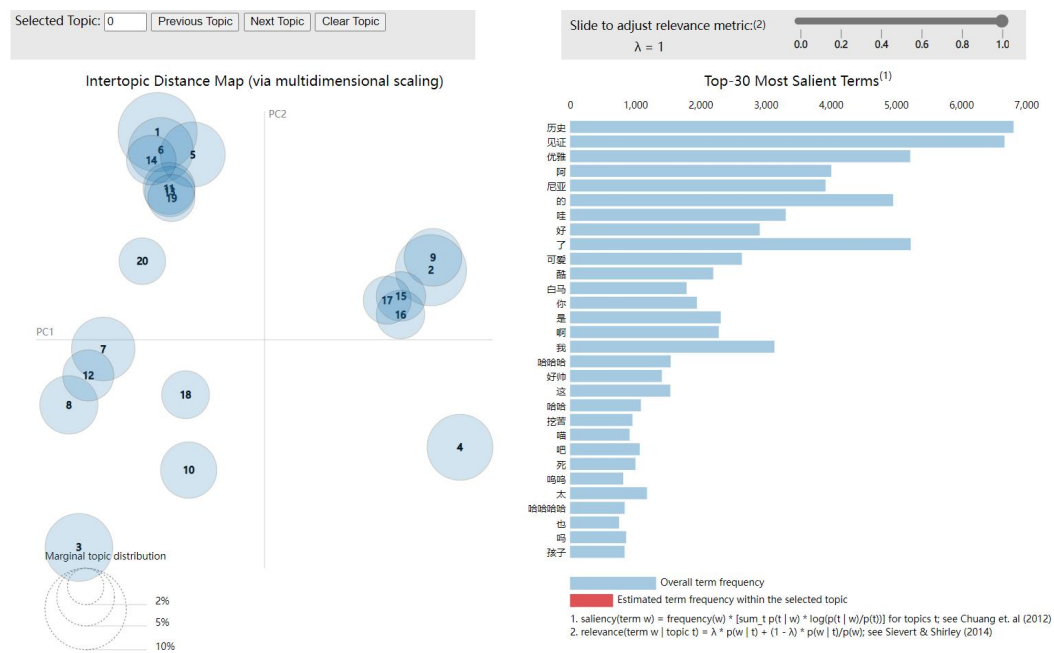 Selected Topic: 0 Previous Topic Next Topic Clear Topic
Slide to adjust relevance metric:(2)
λ = 1
0.0 0.2 0.4 0.6 0.8 1.0
Intertopic Distance Map (via multidimensional scaling)
PC2
PC1
1
6
5
14
11
19
20
9
2
17
15
16
7
12
8
18
10
4
3
Marginal topic distribution
2%
5%
10%
Top-30 Most Salient Terms(1)
0 1,000 2,000 3,000 4,000 5,000 6,000 7,000
历史
见证
优雅
阿
尼亚
的
哇
好
了
可爱
酷
白马
你
是
啊
我
哈哈哈
好帅
这
哈哈
挖苦
喵
吧
死
呜呜
太
哈哈哈哈
也
吗
孩子
Overall term frequency
Estimated term frequency within the selected topic
1. saliency(term w) = frequency(w) * [sum_t p(t | w) * log(p(t | w)/p(t))] for topics t; see Chuang et. al (2012)
2. relevance(term w | topic t) = λ * p(w | t) + (1 - λ) * p(w | t)/p(w); see Sievert & Shirley (2014)